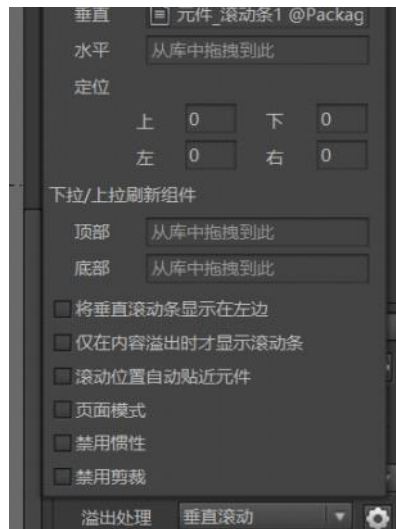 垂直 元件_滚动条1 @Packag
水平 从库中拖拽到此
定位
上 0 下 0
左 0 右 0
下拉/上拉刷新组件
顶部 从库中拖拽到此
底部 从库中拖拽到此
将垂直滚动条显示在左边
仅在内容溢出时才显示滚动条
滚动位置自动贴近元件
页面模式
禁用惯性
禁用剪裁
溢出处理 垂直滚动